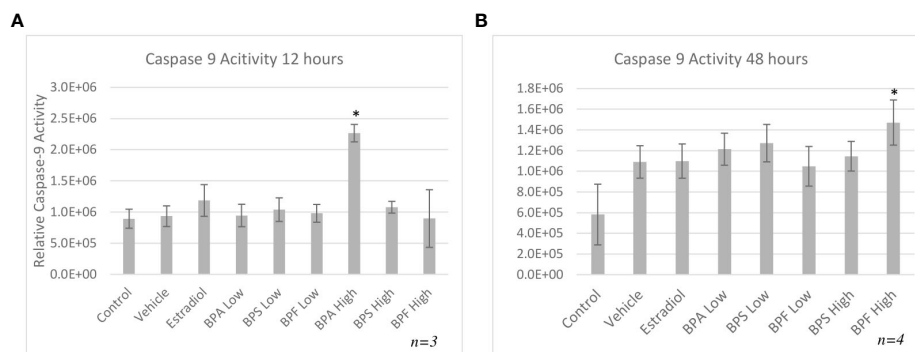 A
Caspase 9 Acitivity 12 hours
Relative Caspase-9 Activity
3.0E+06
2.5E+06
2.0E+06
1.5E+06
1.0E+06
5.0E+05
0.0E+00
*
Control
Vehicle
Estradiol
BPA Low
BPS Low
BPF Low
BPA High
BPS High
BPF High
n=3
B
Caspase 9 Activity 48 hours
1.8E+06
1.6E+06
1.4E+06
1.2E+06
1.0E+06
8.0E+05
6.0E+05
4.0E+05
2.0E+05
0.0E+00
*
Control
Vehicle
Estradiol
BPA Low
BPS Low
BPF Low
BPS High
BPF High
n=4